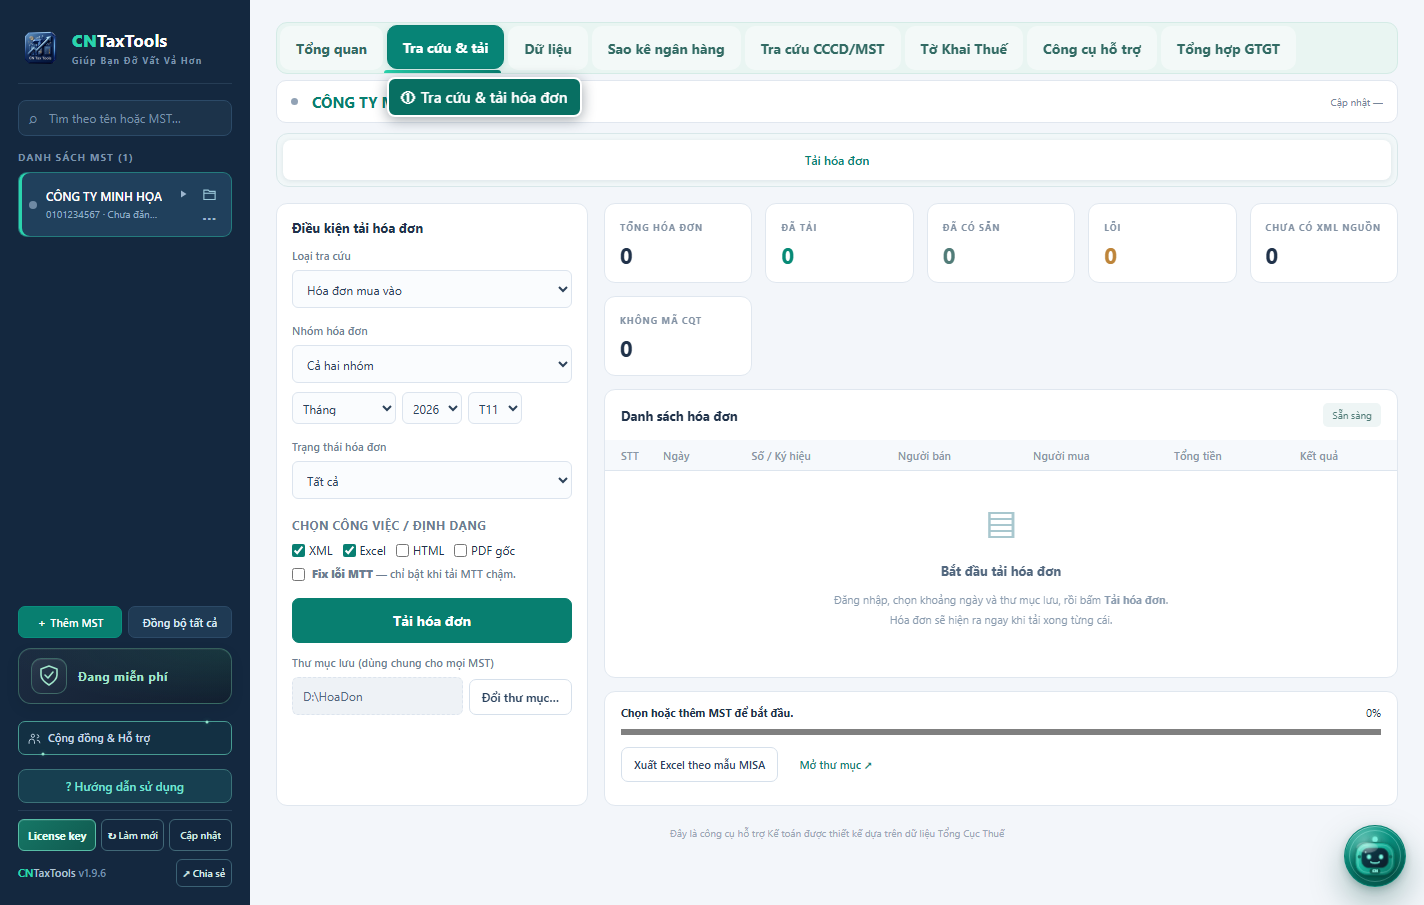 CNTaxTools
Giúp Bạn Đỡ Vất Vả Hơn
Tìm theo tên hoặc MST...
DANH SÁCH MST (1)
CÔNG TY MINH HỌA
0101234567 · Chưa đăn...
+ Thêm MST
Đồng bộ tất cả
Đang miễn phí
Cộng đồng & Hỗ trợ
? Hướng dẫn sử dụng
License key
↻ Làm mới
Cập nhật
CNTaxTools v1.9.6
↗ Chia sẻ
Tổng quan
Tra cứu & tải
Dữ liệu
Sao kê ngân hàng
Tra cứu CCCD/MST
Tờ Khai Thuế
Công cụ hỗ trợ
Tổng hợp GTGT
① Tra cứu & tải hóa đơn
CÔNG TY
Cập nhật —
Tải hóa đơn
Điều kiện tải hóa đơn
Loại tra cứu
Hóa đơn mua vào
Nhóm hóa đơn
Cả hai nhóm
Tháng
2026
T11
Trạng thái hóa đơn
Tất cả
CHỌN CÔNG VIỆC / ĐỊNH DẠNG
XML
Excel
HTML
PDF gốc
Fix lỗi MTT — chỉ bật khi tải MTT chậm.
Tải hóa đơn
Thư mục lưu (dùng chung cho mọi MST)
D:\HoaDon
Đổi thư mục...
TỔNG HÓA ĐƠN
0
ĐÃ TẢI
0
ĐÃ CÓ SẴN
0
LỖI
0
CHƯA CÓ XML NGUỒN
0
KHÔNG MÃ CQT
0
Danh sách hóa đơn
Sẵn sàng
STT
Ngày
Số / Ký hiệu
Người bán
Người mua
Tổng tiền
Kết quả
Bắt đầu tải hóa đơn
Đăng nhập, chọn khoảng ngày và thư mục lưu, rồi bấm Tải hóa đơn.
Hóa đơn sẽ hiện ra ngay khi tải xong từng cái.
Chọn hoặc thêm MST để bắt đầu.
0%
Xuất Excel theo mẫu MISA
Mở thư mục ↗
Đây là công cụ hỗ trợ Kế toán được thiết kế dựa trên dữ liệu Tổng Cục Thuế